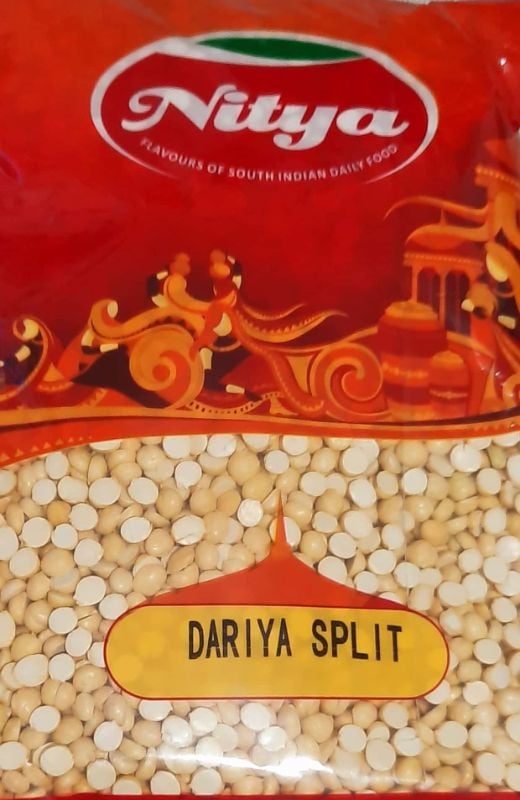 Nitya
FLAVOURS OF SOUTH INDIAN DAILY FOOD
DARIYA SPLIT